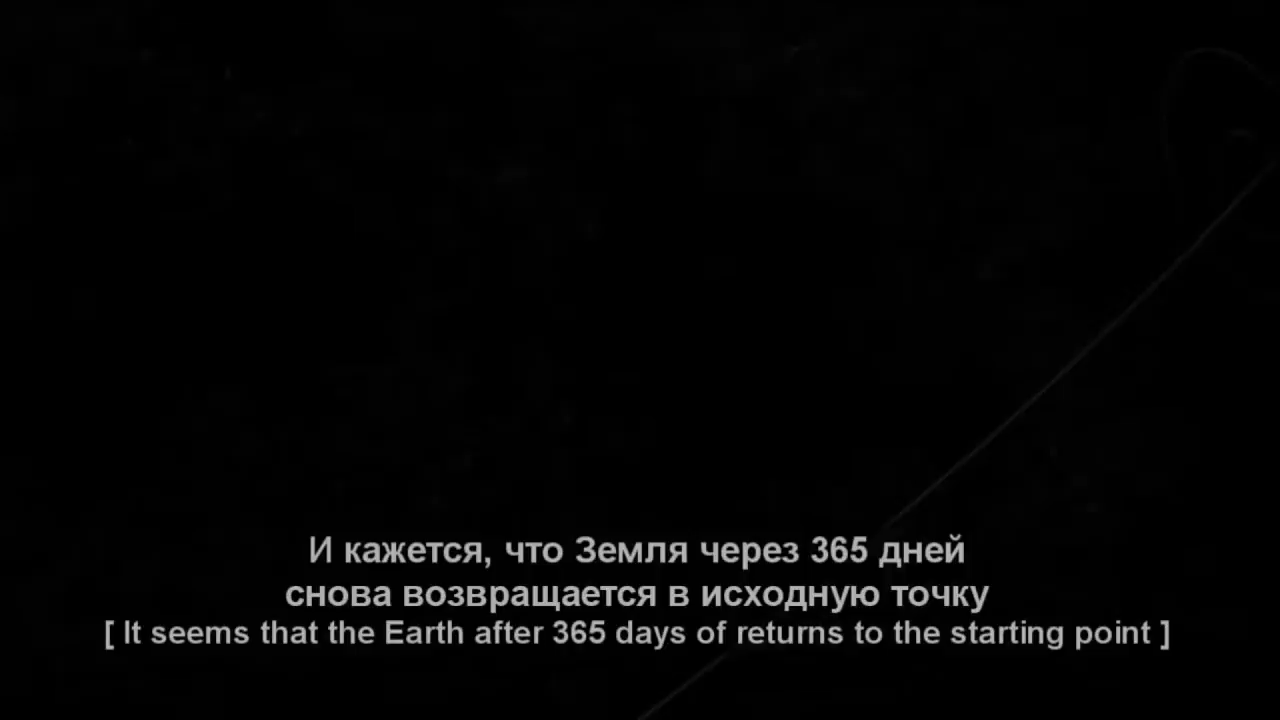 И кажется, что Земля через 365 дней
снова возвращается в исходную точку
[ It seems that the Earth after 365 days of returns to the starting point ]